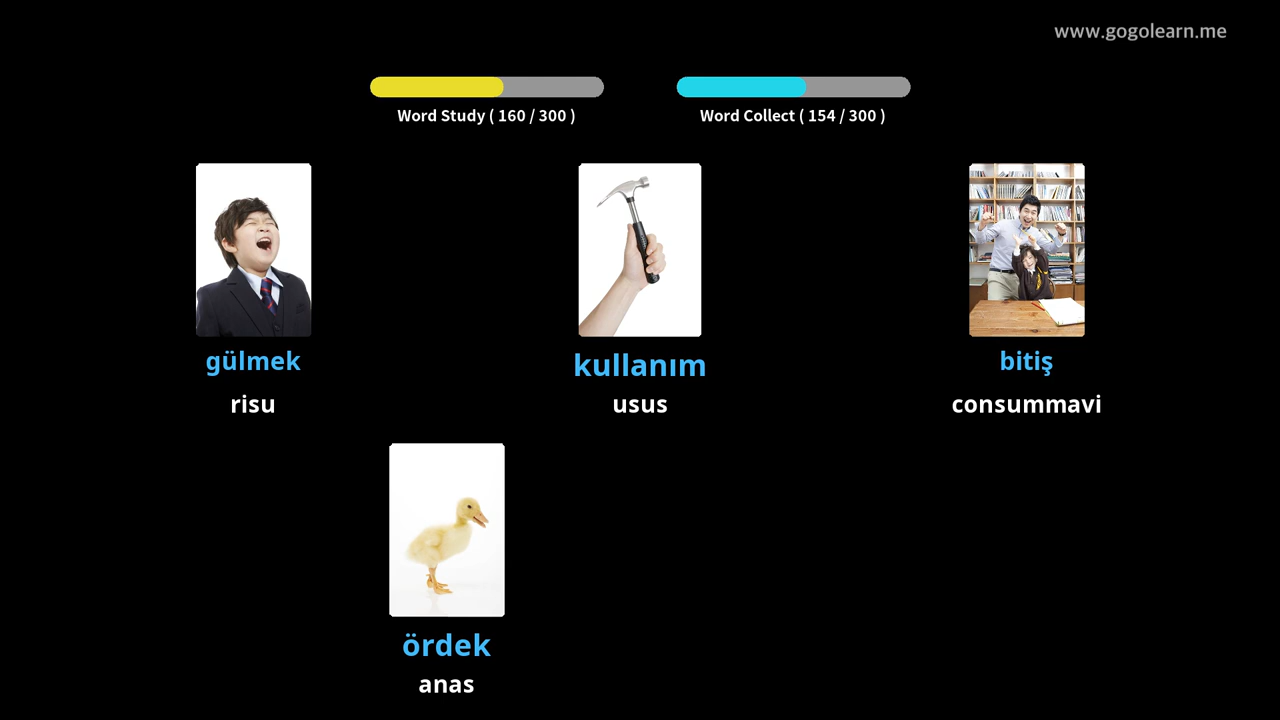 www.gogolearn.me
Word Study ( 160 / 300 )
Word Collect ( 154 / 300 )
gülmek
risu
kullanım
usus
bitiş
consummavi
ördek
anas